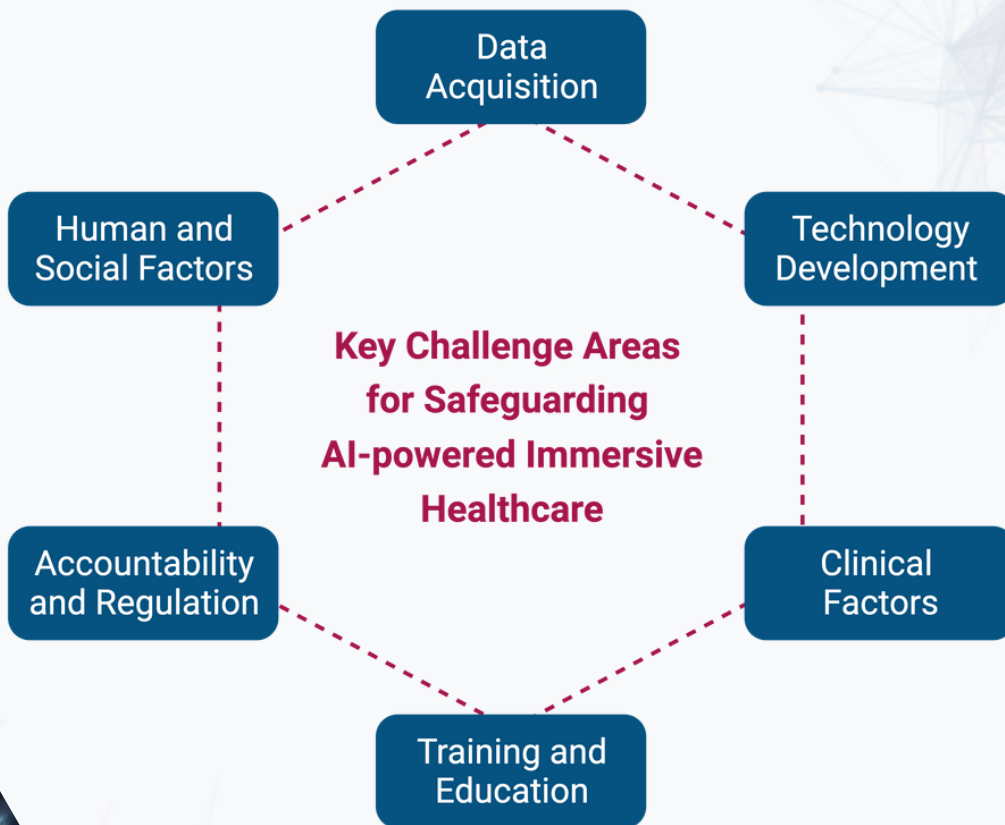 Data
Acquisition
Human and
Social Factors
Technology
Development
Key Challenge Areas
for Safeguarding
AI-powered Immersive
Healthcare
Accountability
and Regulation
Clinical
Factors
Training and
Education